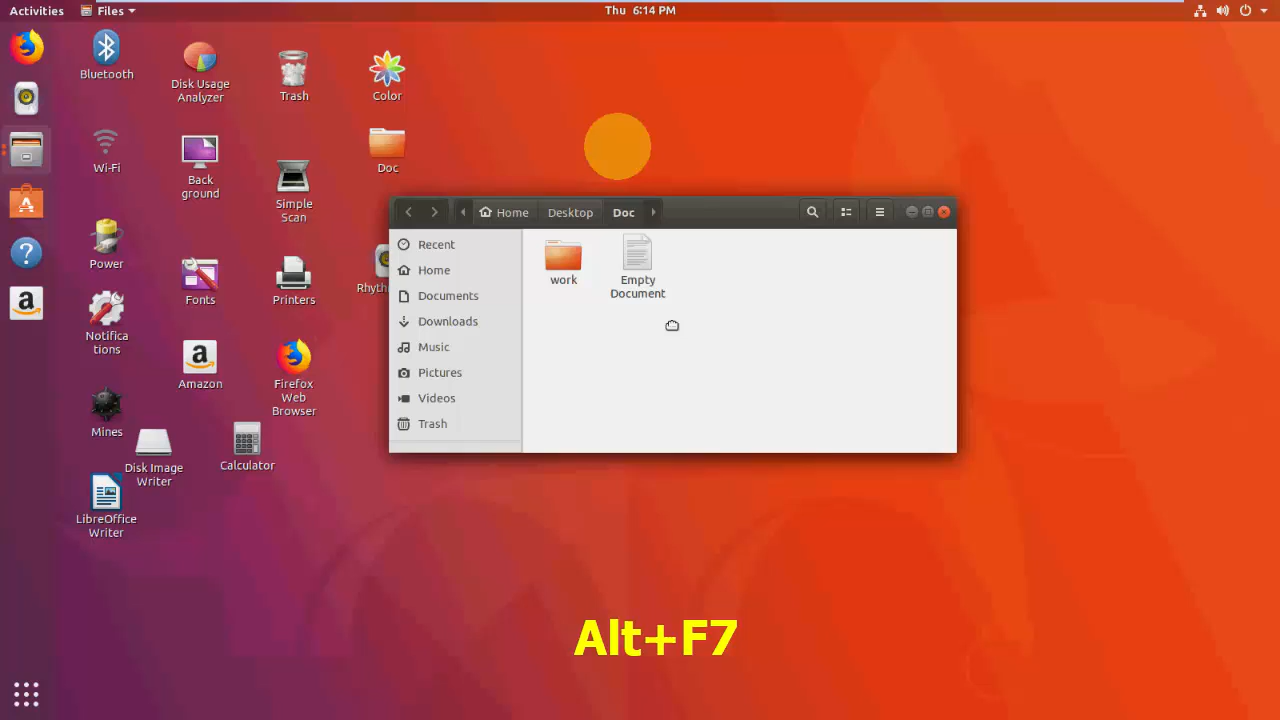 Activities
Files
Thu 6:14 PM
Bluetooth
Disk Usage
Analyzer
Trash
Color
Wi-Fi
Back
ground
Simple
Scan
Doc
Power
Fonts
Printers
Rhyth
Notifica
tions
Amazon
Firefox
Web
Browser
Mines
Disk Image
Writer
Calculator
LibreOffice
Writer
Home
Desktop
Doc
Recent
Home
Documents
Downloads
Music
Pictures
Videos
Trash
work
Empty
Document
Alt+F7